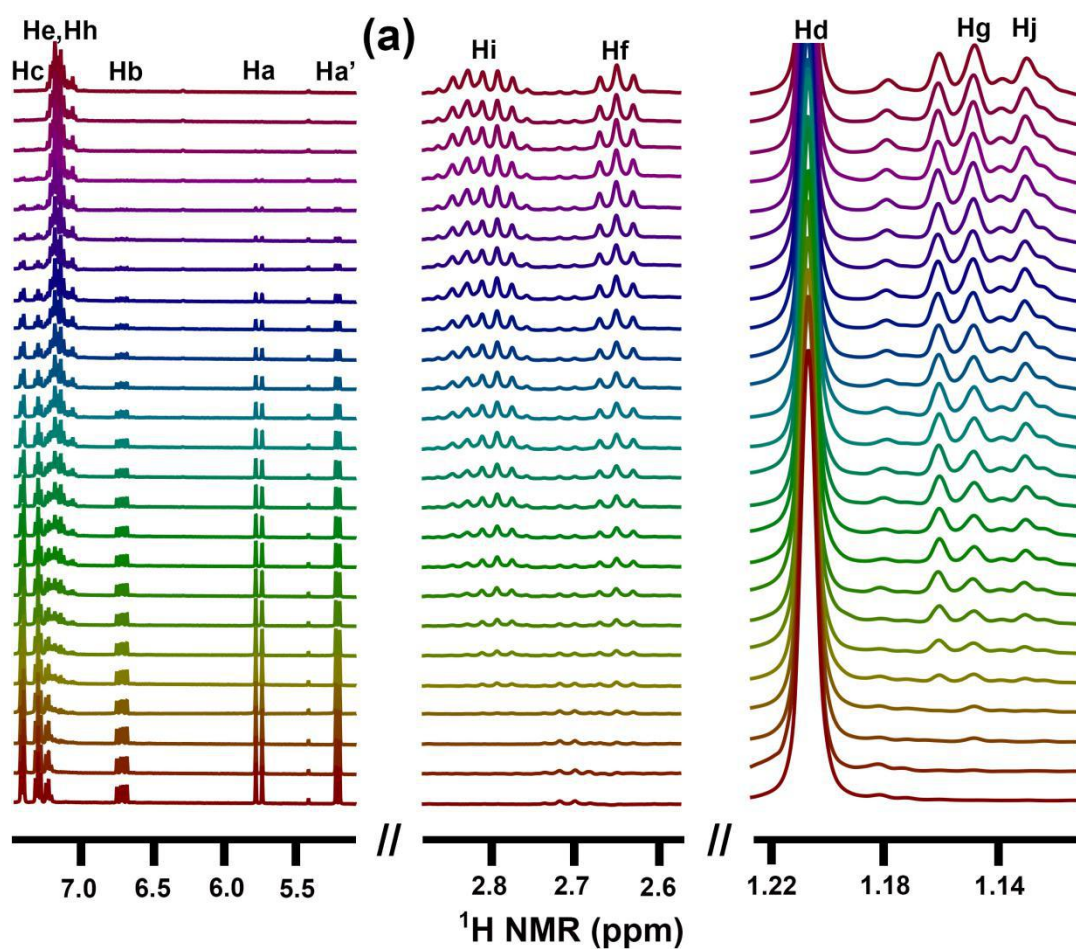 He,Hh (a) Hd Hg Hj
Hc Hb Ha Ha’ Hi Hf
// //
7.0 6.5 6.0 5.5 2.8 2.7 2.6 1.22 1.18 1.14
¹H NMR (ppm)